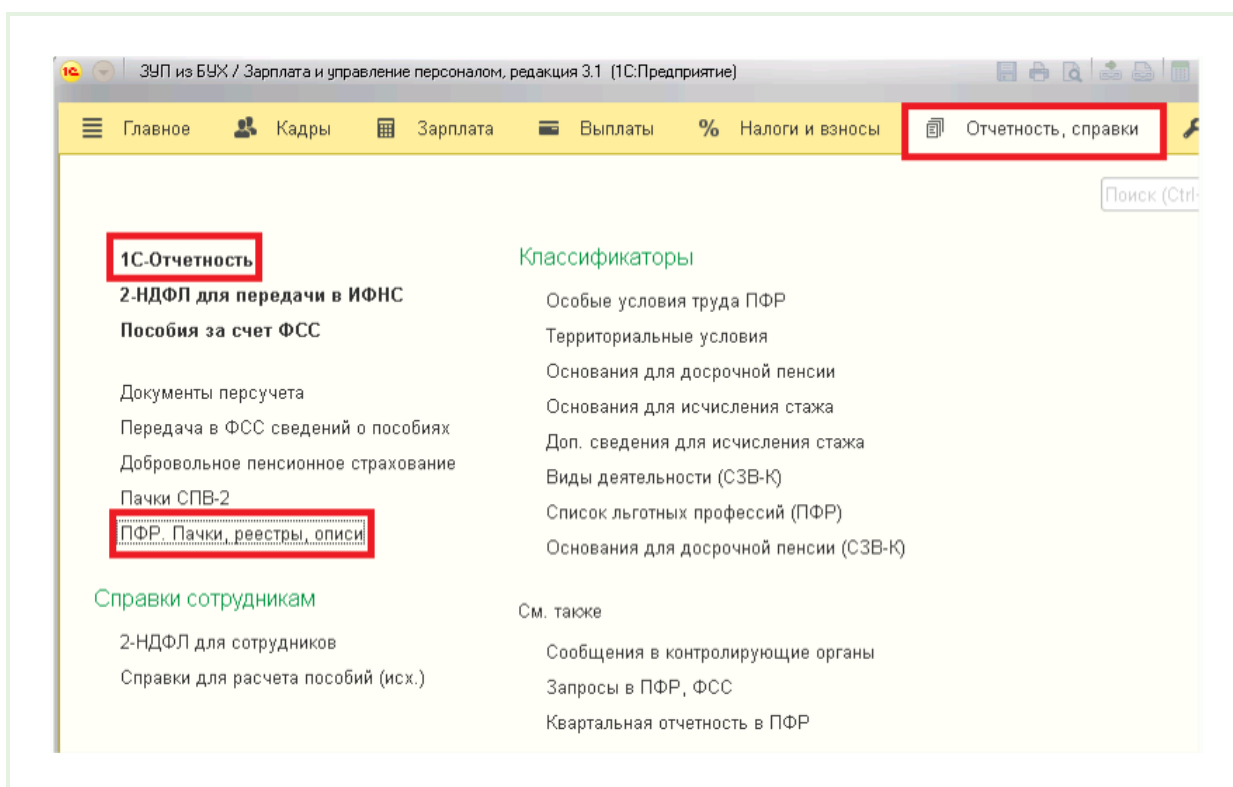 1С ЗУП из БУХ / Зарплата и управление персоналом, редакция 3.1 (1С:Предприятие)
Главное Кадры Зарплата Выплаты % Налоги и взносы Отчетность, справки
Поиск (Ctrl-
1С-Отчетность
2-НДФЛ для передачи в ИФНС
Пособия за счет ФСС
Документы персучета
Передача в ФСС сведений о пособиях
Добровольное пенсионное страхование
Пачки СПВ-2
ПФР. Пачки, реестры, описи
Справки сотрудникам
2-НДФЛ для сотрудников
Справки для расчета пособий (исх.)
Классификаторы
Особые условия труда ПФР
Территориальные условия
Основания для досрочной пенсии
Основания для исчисления стажа
Доп. сведения для исчисления стажа
Виды деятельности (СЗВ-К)
Список льготных профессий (ПФР)
Основания для досрочной пенсии (СЗВ-К)
См. также
Сообщения в контролирующие органы
Запросы в ПФР, ФСС
Квартальная отчетность в ПФР